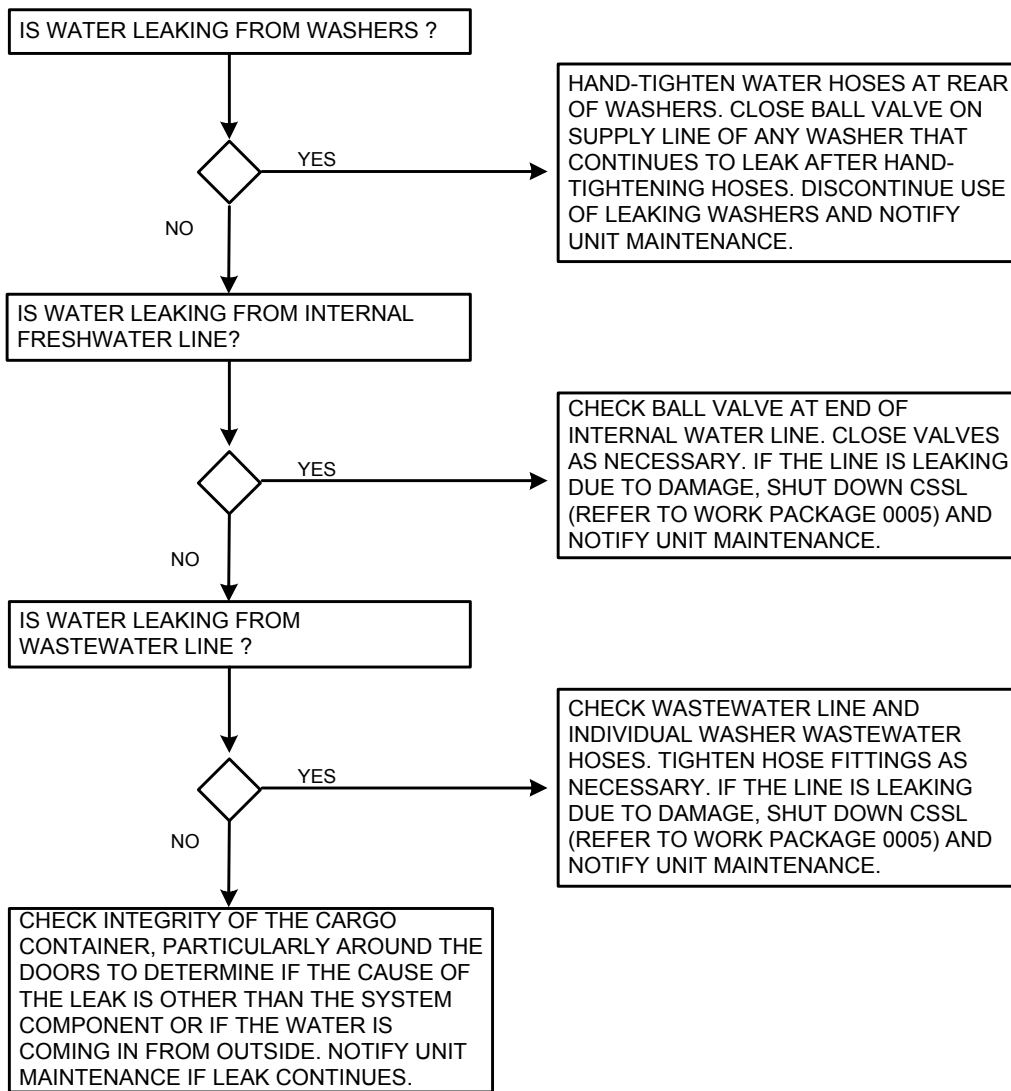 IS WATER LEAKING FROM WASHERS ?
YES
HAND-TIGHTEN WATER HOSES AT REAR
OF WASHERS. CLOSE BALL VALVE ON
SUPPLY LINE OF ANY WASHER THAT
CONTINUES TO LEAK AFTER HAND-
TIGHTENING HOSES. DISCONTINUE USE
OF LEAKING WASHERS AND NOTIFY
UNIT MAINTENANCE.
NO
IS WATER LEAKING FROM INTERNAL
FRESHWATER LINE?
YES
CHECK BALL VALVE AT END OF
INTERNAL WATER LINE. CLOSE VALVES
AS NECESSARY. IF THE LINE IS LEAKING
DUE TO DAMAGE, SHUT DOWN CSSL
(REFER TO WORK PACKAGE 0005) AND
NOTIFY UNIT MAINTENANCE.
NO
IS WATER LEAKING FROM
WASTEWATER LINE ?
YES
CHECK WASTEWATER LINE AND
INDIVIDUAL WASHER WASTEWATER
HOSES. TIGHTEN HOSE FITTINGS AS
NECESSARY. IF THE LINE IS LEAKING
DUE TO DAMAGE, SHUT DOWN CSSL
(REFER TO WORK PACKAGE 0005) AND
NOTIFY UNIT MAINTENANCE.
NO
CHECK INTEGRITY OF THE CARGO
CONTAINER, PARTICULARLY AROUND THE
DOORS TO DETERMINE IF THE CAUSE OF
THE LEAK IS OTHER THAN THE SYSTEM
COMPONENT OR IF THE WATER IS
COMING IN FROM OUTSIDE. NOTIFY UNIT
MAINTENANCE IF LEAK CONTINUES.